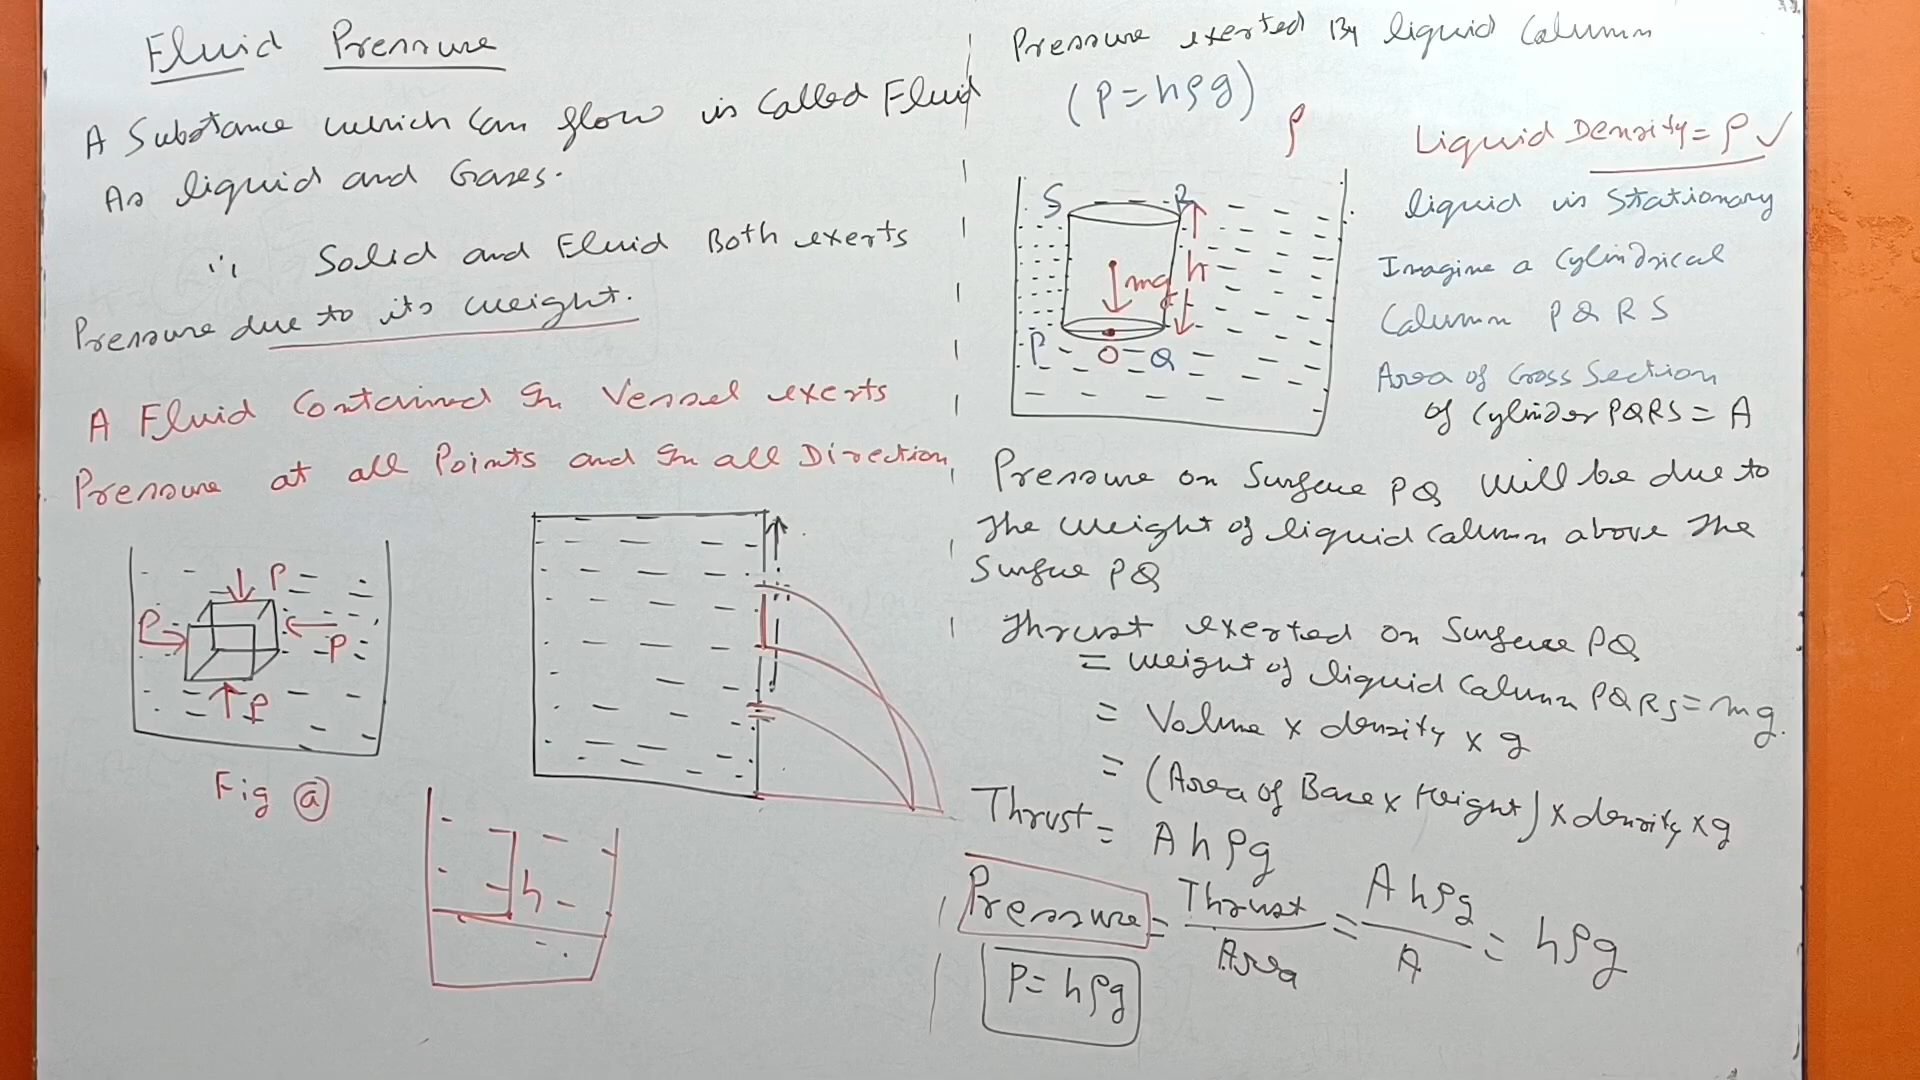 Fluid Pressure
A Substance which can flow is Called Fluid
As liquid and Gases.
Solid and Fluid Both exerts
Pressure due to its weight.
A Fluid Contained In Vessel exerts
Pressure at all Points and In all Direction
P
P
P
P
Fig (a)
h
h
Pressure exerted By liquid Column
(P = hρg)
ρ
Liquid Density = ρ ✓
liquid is Stationary
Imagine a Cylindrical
Column PQRS
Area of Cross Section
of Cylinder PQRS = A
S R
mg h
P O Q
Pressure on Surface PQ Will be due to
The weight of liquid Column above The
Surface PQ
Thrust exerted on Surface PQ
= weight of liquid Column PQRS = mg.
= Volume × density × g
= (Area of Base × Height) × density × g
Thrust = A h ρ g
Pressure = Thrust / Area = A h ρ g / A = h ρ g
P = hρg